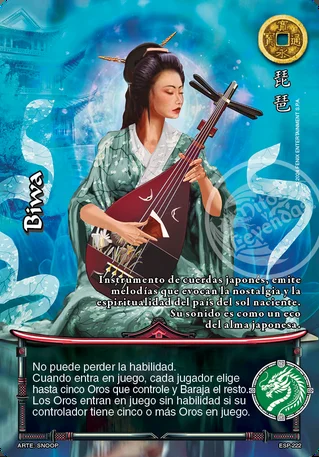 琵琶
Biwa
Instrumento de cuerdas japonés, emite
melodías que evocan la nostalgia y la
espiritualidad del país del sol naciente.
Su sonido es como un eco
del alma japonesa.
No puede perder la habilidad.
Cuando entra en juego, cada jugador elige
hasta cinco Oros que controle y Baraja el resto.
Los Oros entran en juego sin habilidad si su
controlador tiene cinco o más Oros en juego.
ARTE: SNOOP
ESP-222